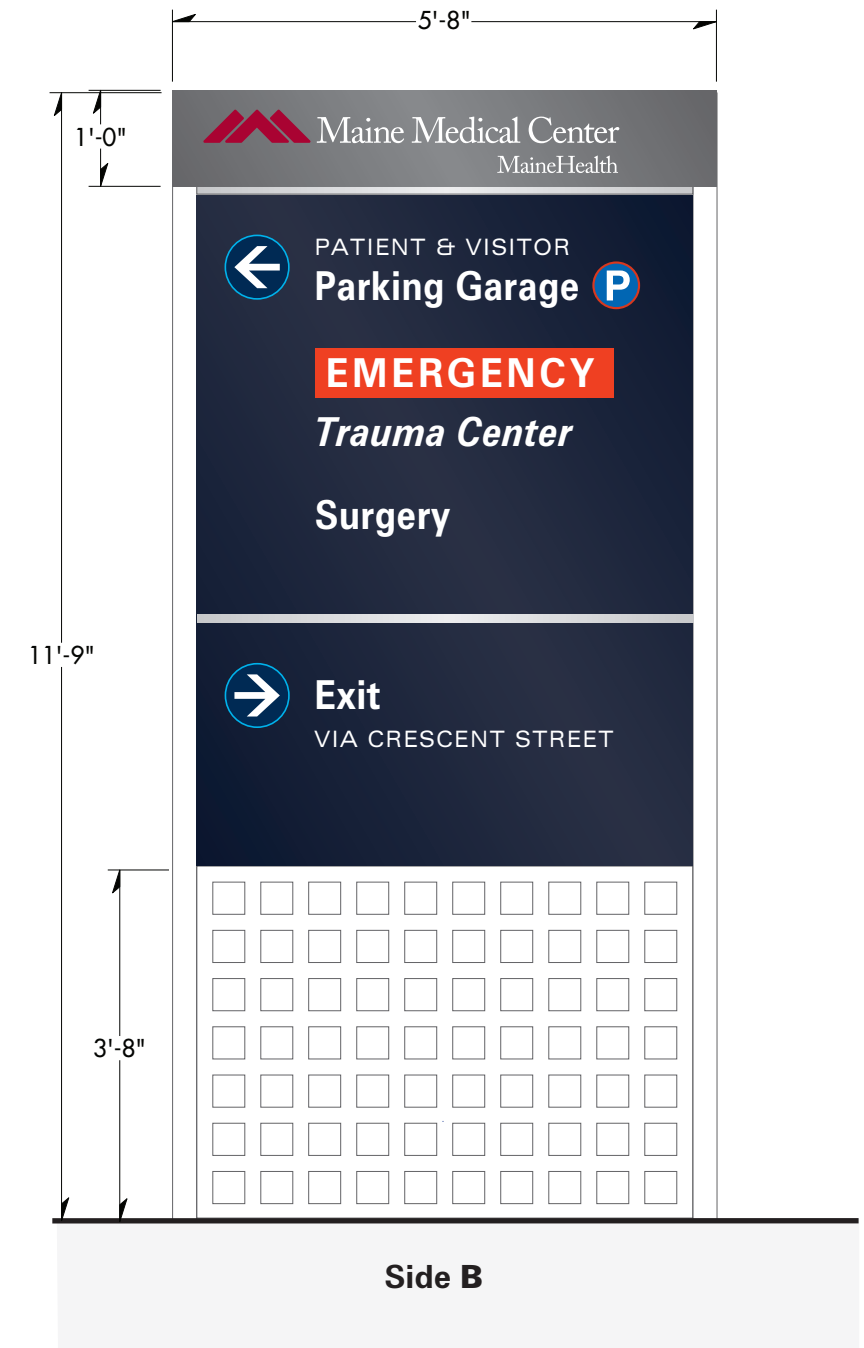 5'-8"
1'-0"
Maine Medical Center
MaineHealth
PATIENT & VISITOR
Parking Garage P
EMERGENCY
Trauma Center
Surgery
11'-9"
Exit
VIA CRESCENT STREET
3'-8"
Side B